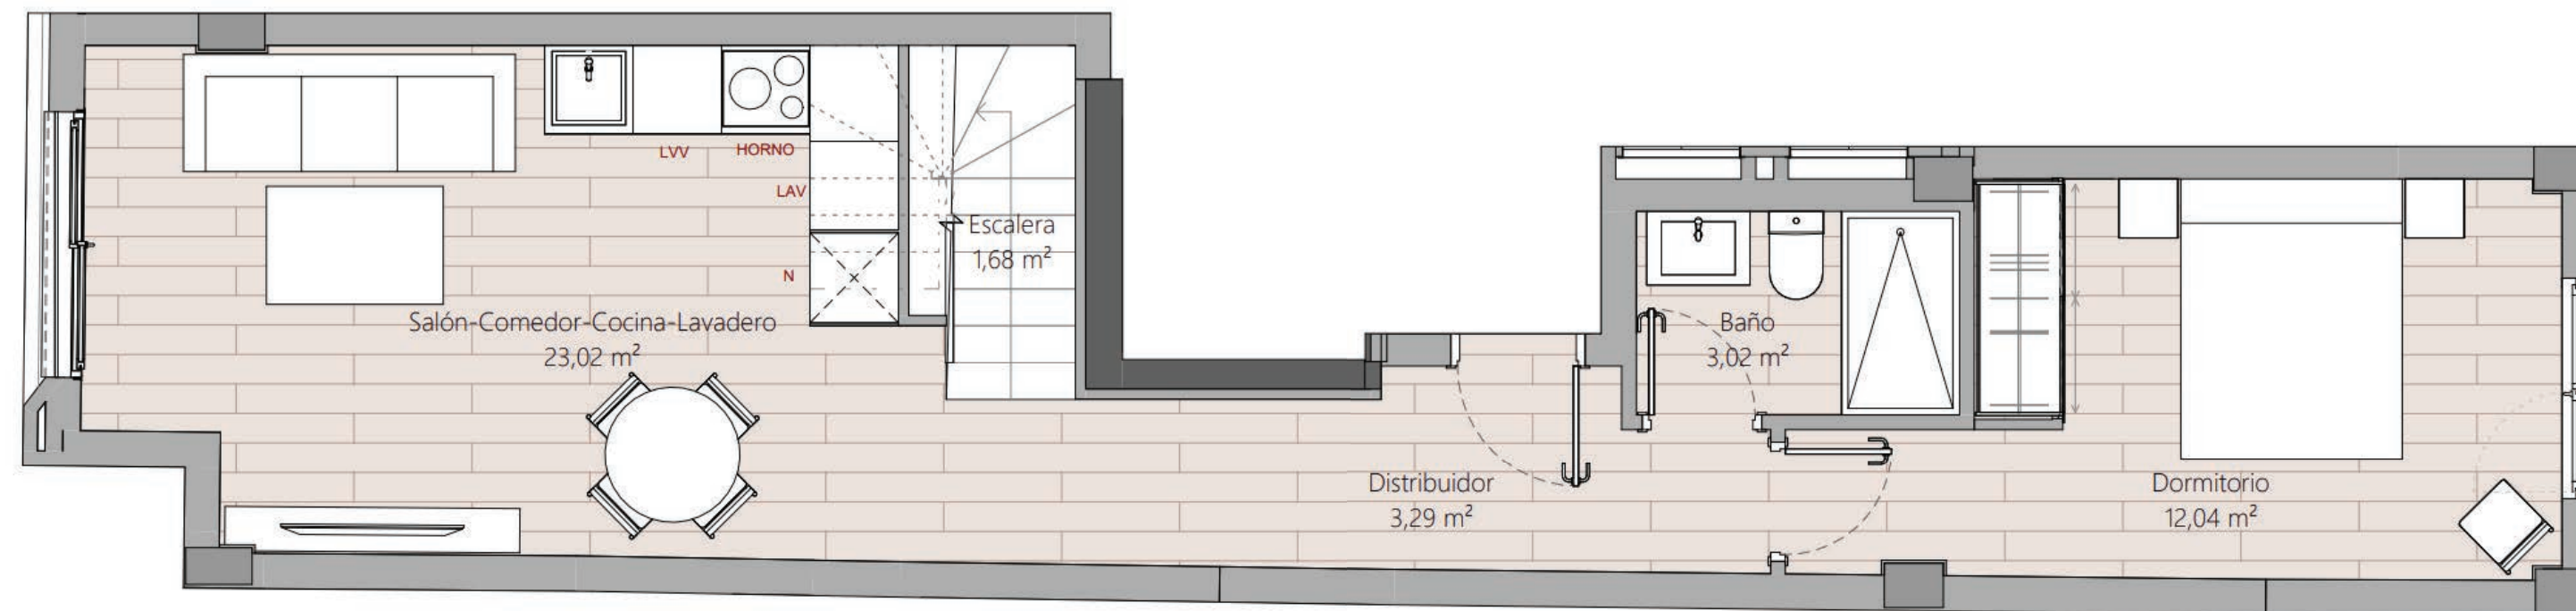 LVV
HORNO
LAV
N
Escalera
1,68 m²
Salón-Comedor-Cocina-Lavadero
23,02 m²
Baño
3,02 m²
Distribuidor
3,29 m²
Dormitorio
12,04 m²